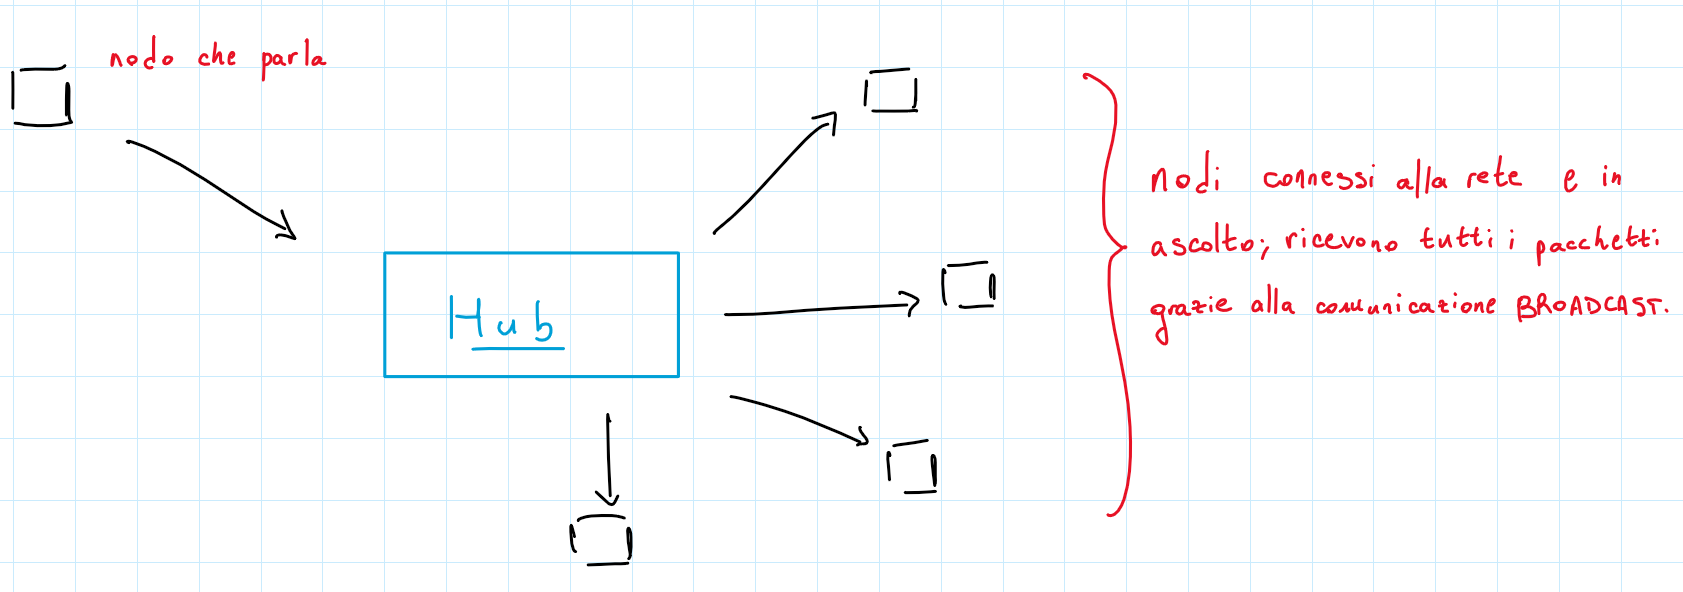 nodo che parla
nodi connessi alla rete e in
ascolto; ricevono tutti i pacchetti
grazie alla comunicazione BROADCAST.
Hub